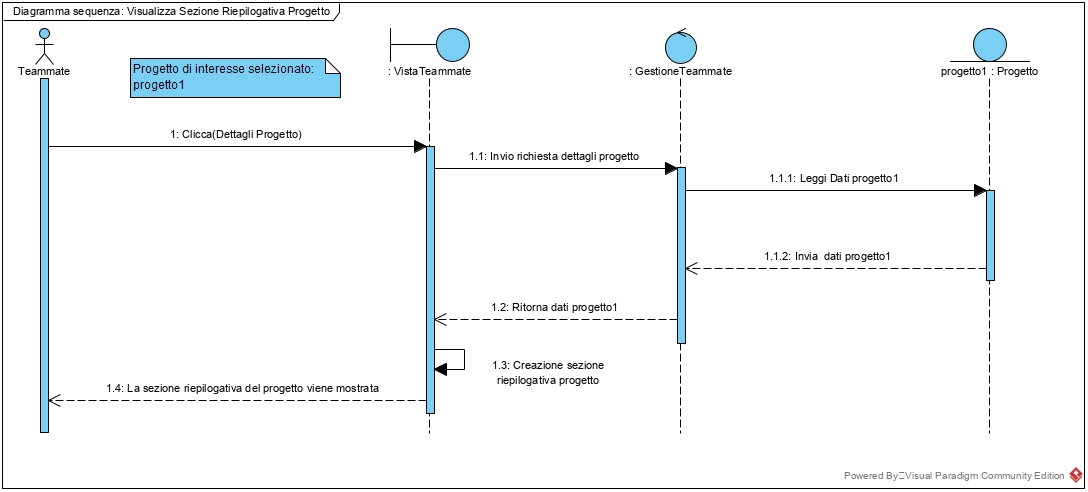 Diagramma sequenza: Visualizza Sezione Riepilogativa Progetto
Teammate
Progetto di interesse selezionato:
progetto1
: VistaTeammate
: GestioneTeammate
progetto1 : Progetto
1: Clicca(Dettagli Progetto)
1.1: Invio richiesta dettagli progetto
1.1.1: Leggi Dati progetto1
1.1.2: Invia dati progetto1
1.2: Ritorna dati progetto1
1.3: Creazione sezione
riepilogativa progetto
1.4: La sezione riepilogativa del progetto viene mostrata
Powered By Visual Paradigm Community Edition